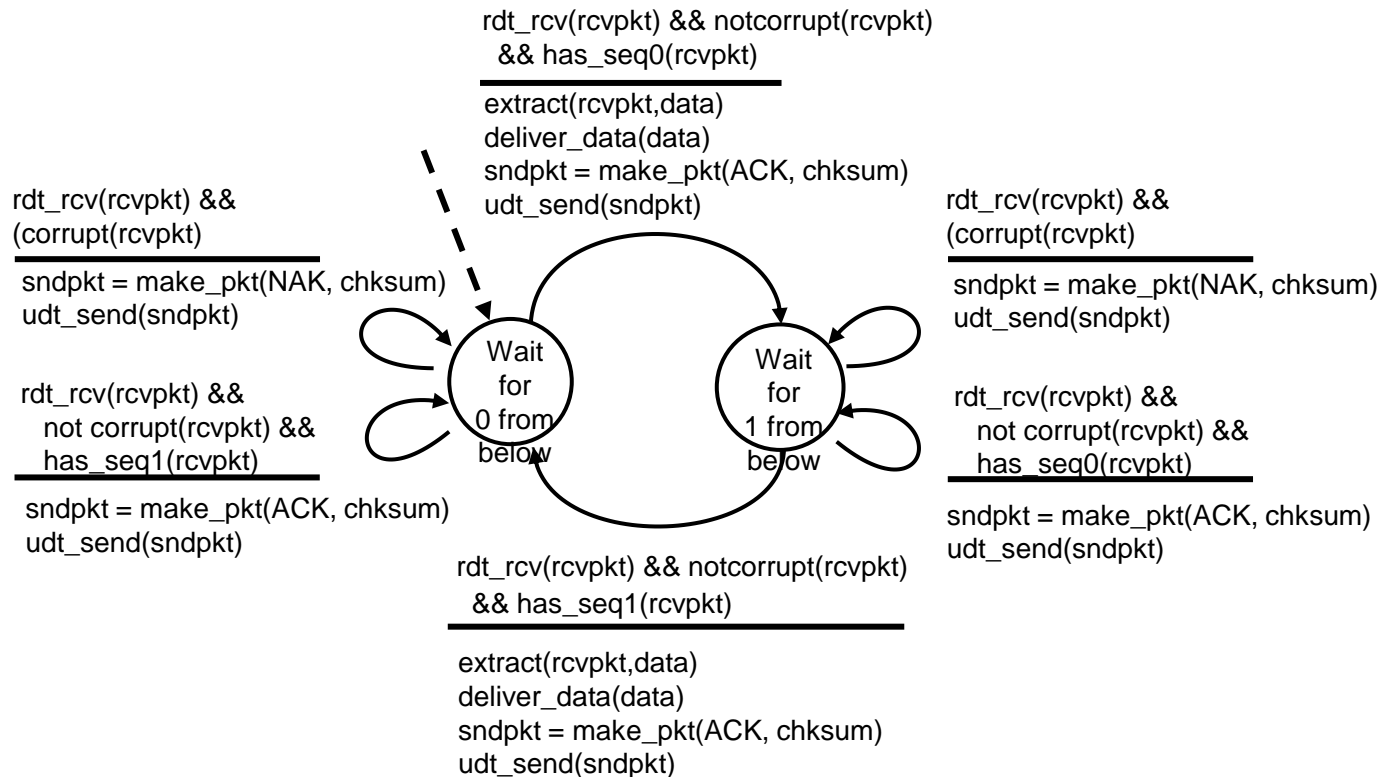 rdt_rcv(rcvpkt) && notcorrupt(rcvpkt)
&& has_seq0(rcvpkt)
extract(rcvpkt,data)
deliver_data(data)
sndpkt = make_pkt(ACK, chksum)
udt_send(sndpkt)
rdt_rcv(rcvpkt) &&
(corrupt(rcvpkt)
sndpkt = make_pkt(NAK, chksum)
udt_send(sndpkt)
rdt_rcv(rcvpkt) &&
not corrupt(rcvpkt) &&
has_seq1(rcvpkt)
sndpkt = make_pkt(ACK, chksum)
udt_send(sndpkt)
Wait
for
0 from
below
Wait
for
1 from
below
rdt_rcv(rcvpkt) &&
(corrupt(rcvpkt)
sndpkt = make_pkt(NAK, chksum)
udt_send(sndpkt)
rdt_rcv(rcvpkt) &&
not corrupt(rcvpkt) &&
has_seq0(rcvpkt)
sndpkt = make_pkt(ACK, chksum)
udt_send(sndpkt)
rdt_rcv(rcvpkt) && notcorrupt(rcvpkt)
&& has_seq1(rcvpkt)
extract(rcvpkt,data)
deliver_data(data)
sndpkt = make_pkt(ACK, chksum)
udt_send(sndpkt)